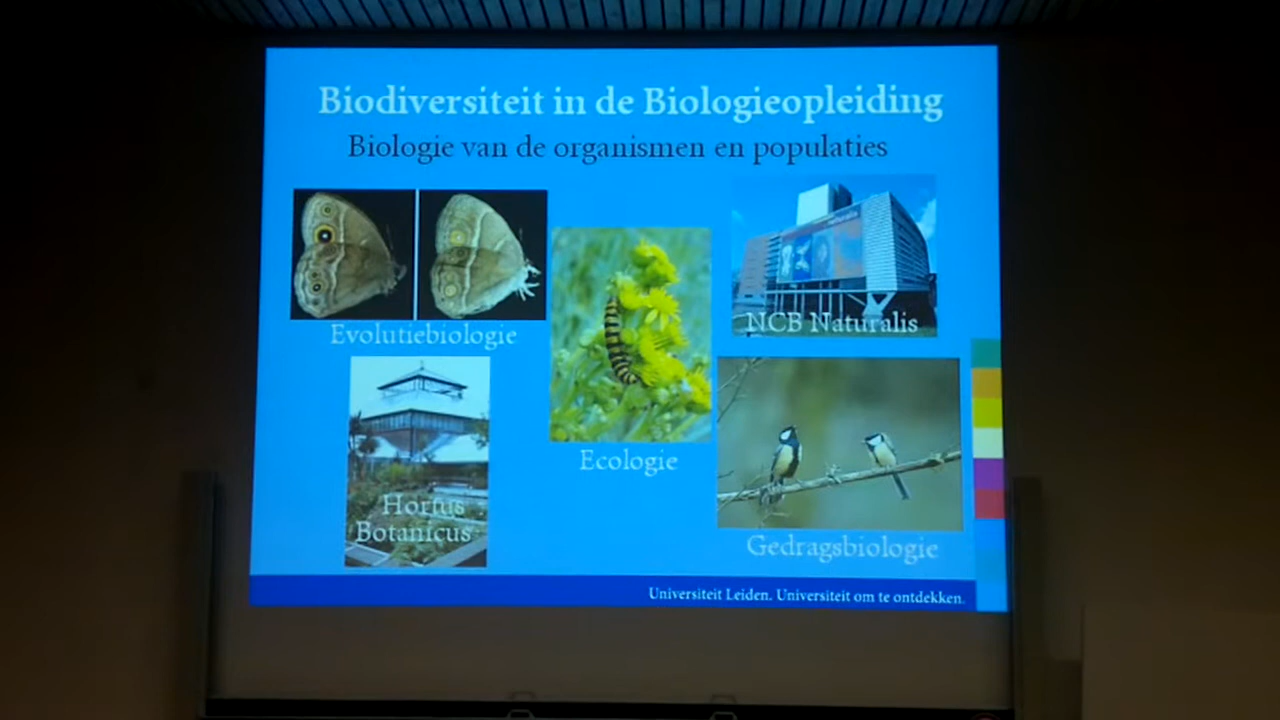 Biodiversiteit in de Biologieopleiding
Biologie van de organismen en populaties
naturalis
NCB Naturalis
Evolutiebiologie
Ecologie
Hortus
Botanicus
Gedragsbiologie
Universiteit Leiden. Universiteit om te ontdekken.